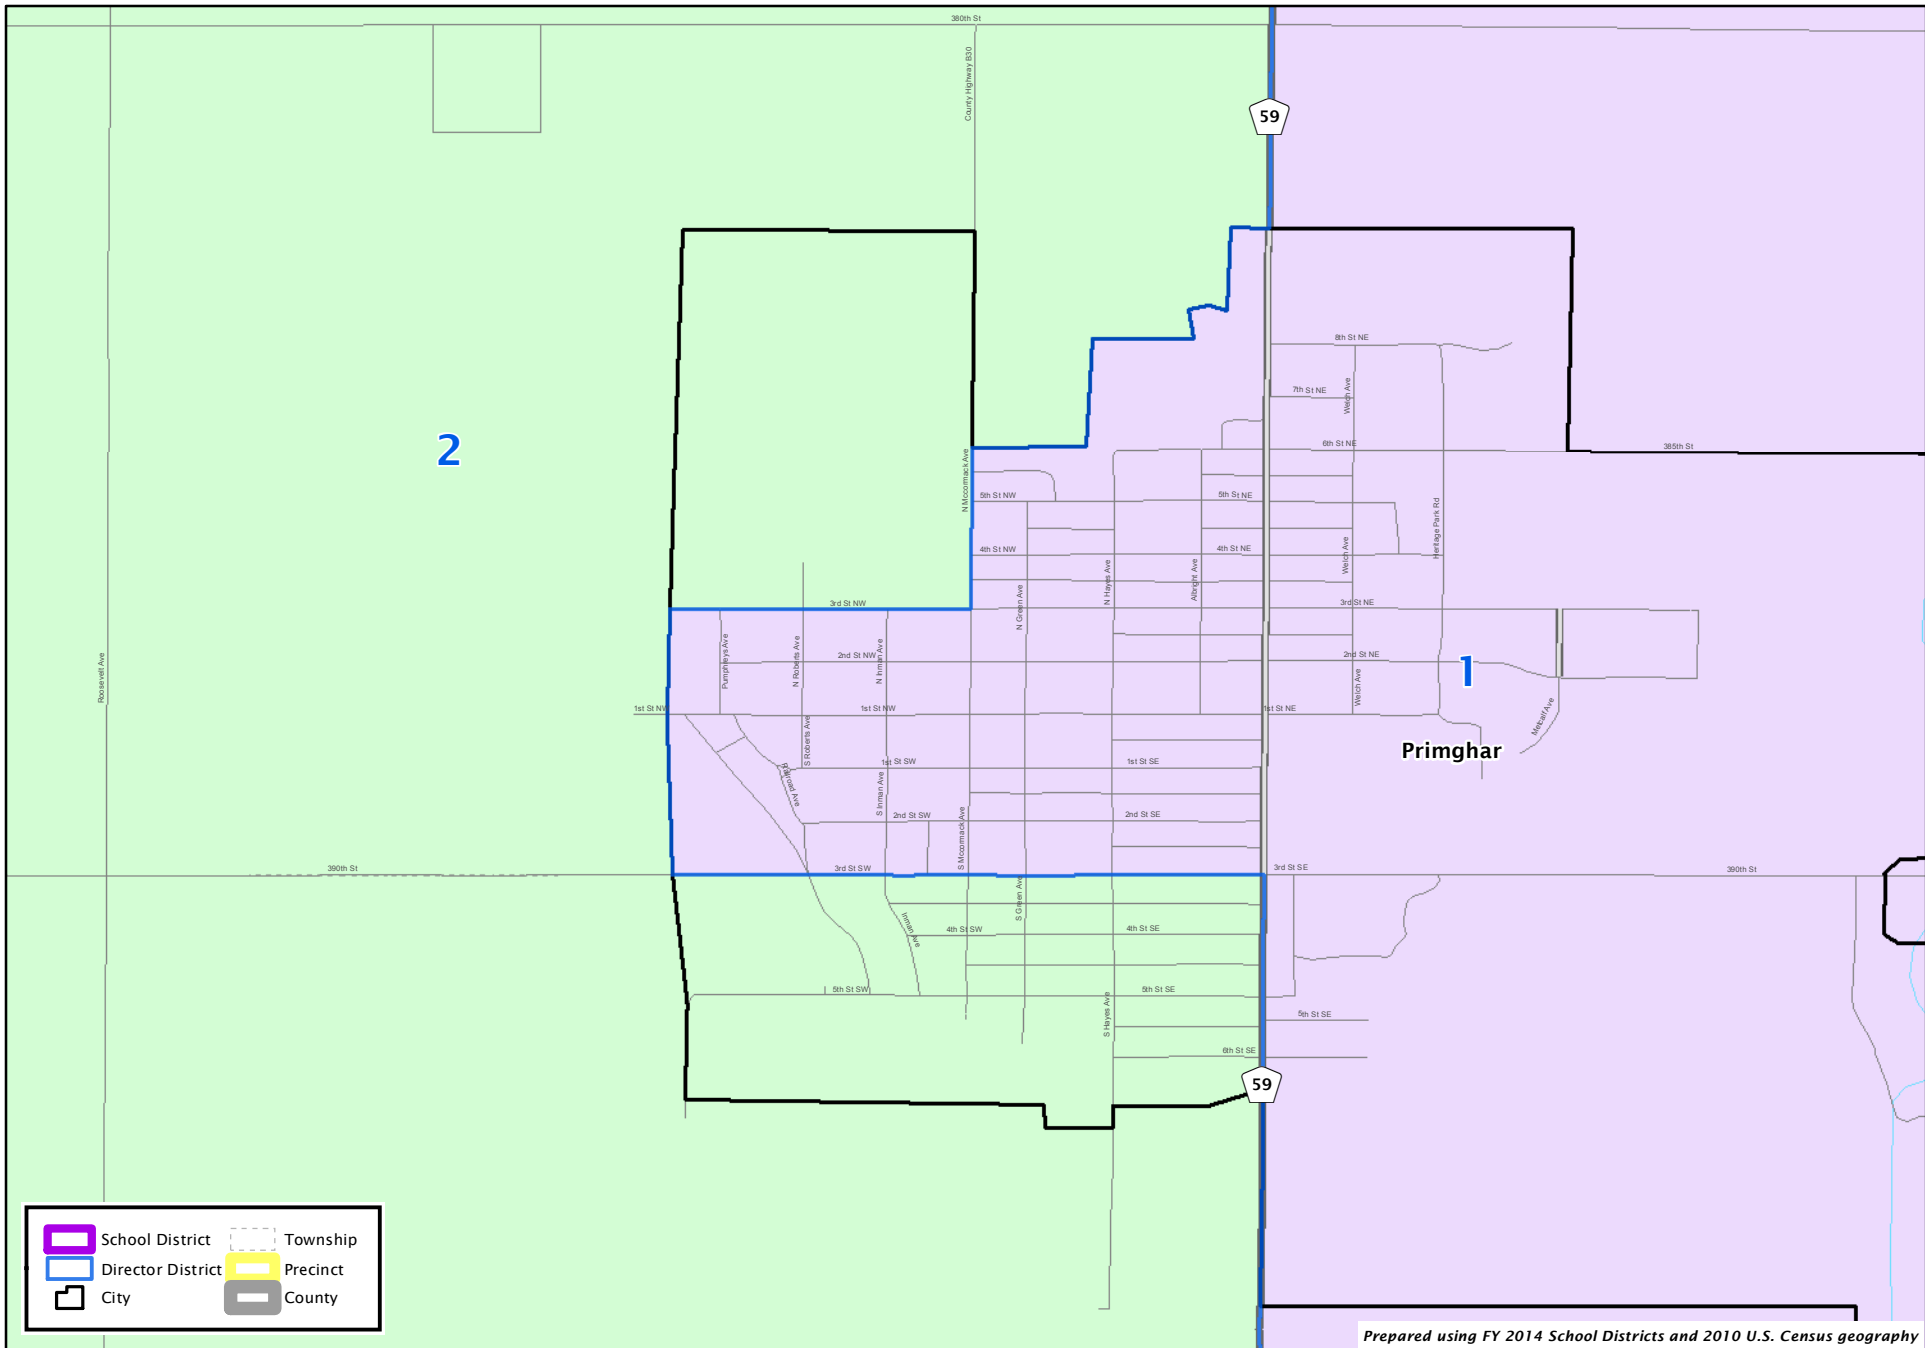 380th St
County Highway B30
59
8th St NE
7th St NE
Welch Ave
6th St NE
385th St
2
N Mccormack Ave
5th St NW
5th St NE
Heritage Park Rd
4th St NW
4th St NE
Welch Ave
N Hayes Ave
Albright Ave
N Green Ave
3rd St NW
3rd St NE
Roosevelt Ave
Pumphreys Ave
N Roberts Ave
N Inman Ave
2nd St NW
2nd St NE
1
Welch Ave
Metcalf Ave
1st St NW
1st St NW
1st St NE
S Roberts Ave
Primghar
Railroad Ave
1st St SW
1st St SE
S Inman Ave
2nd St SW
2nd St SE
S Mccormack Ave
390th St
3rd St SW
3rd St SE
390th St
S Green Ave
Inman Ave
4th St SW
4th St SE
5th St SW
5th St SE
S Hayes Ave
5th St SE
6th St SE
59
School District
Township
Director District
Precinct
City
County
Prepared using FY 2014 School Districts and 2010 U.S. Census geography